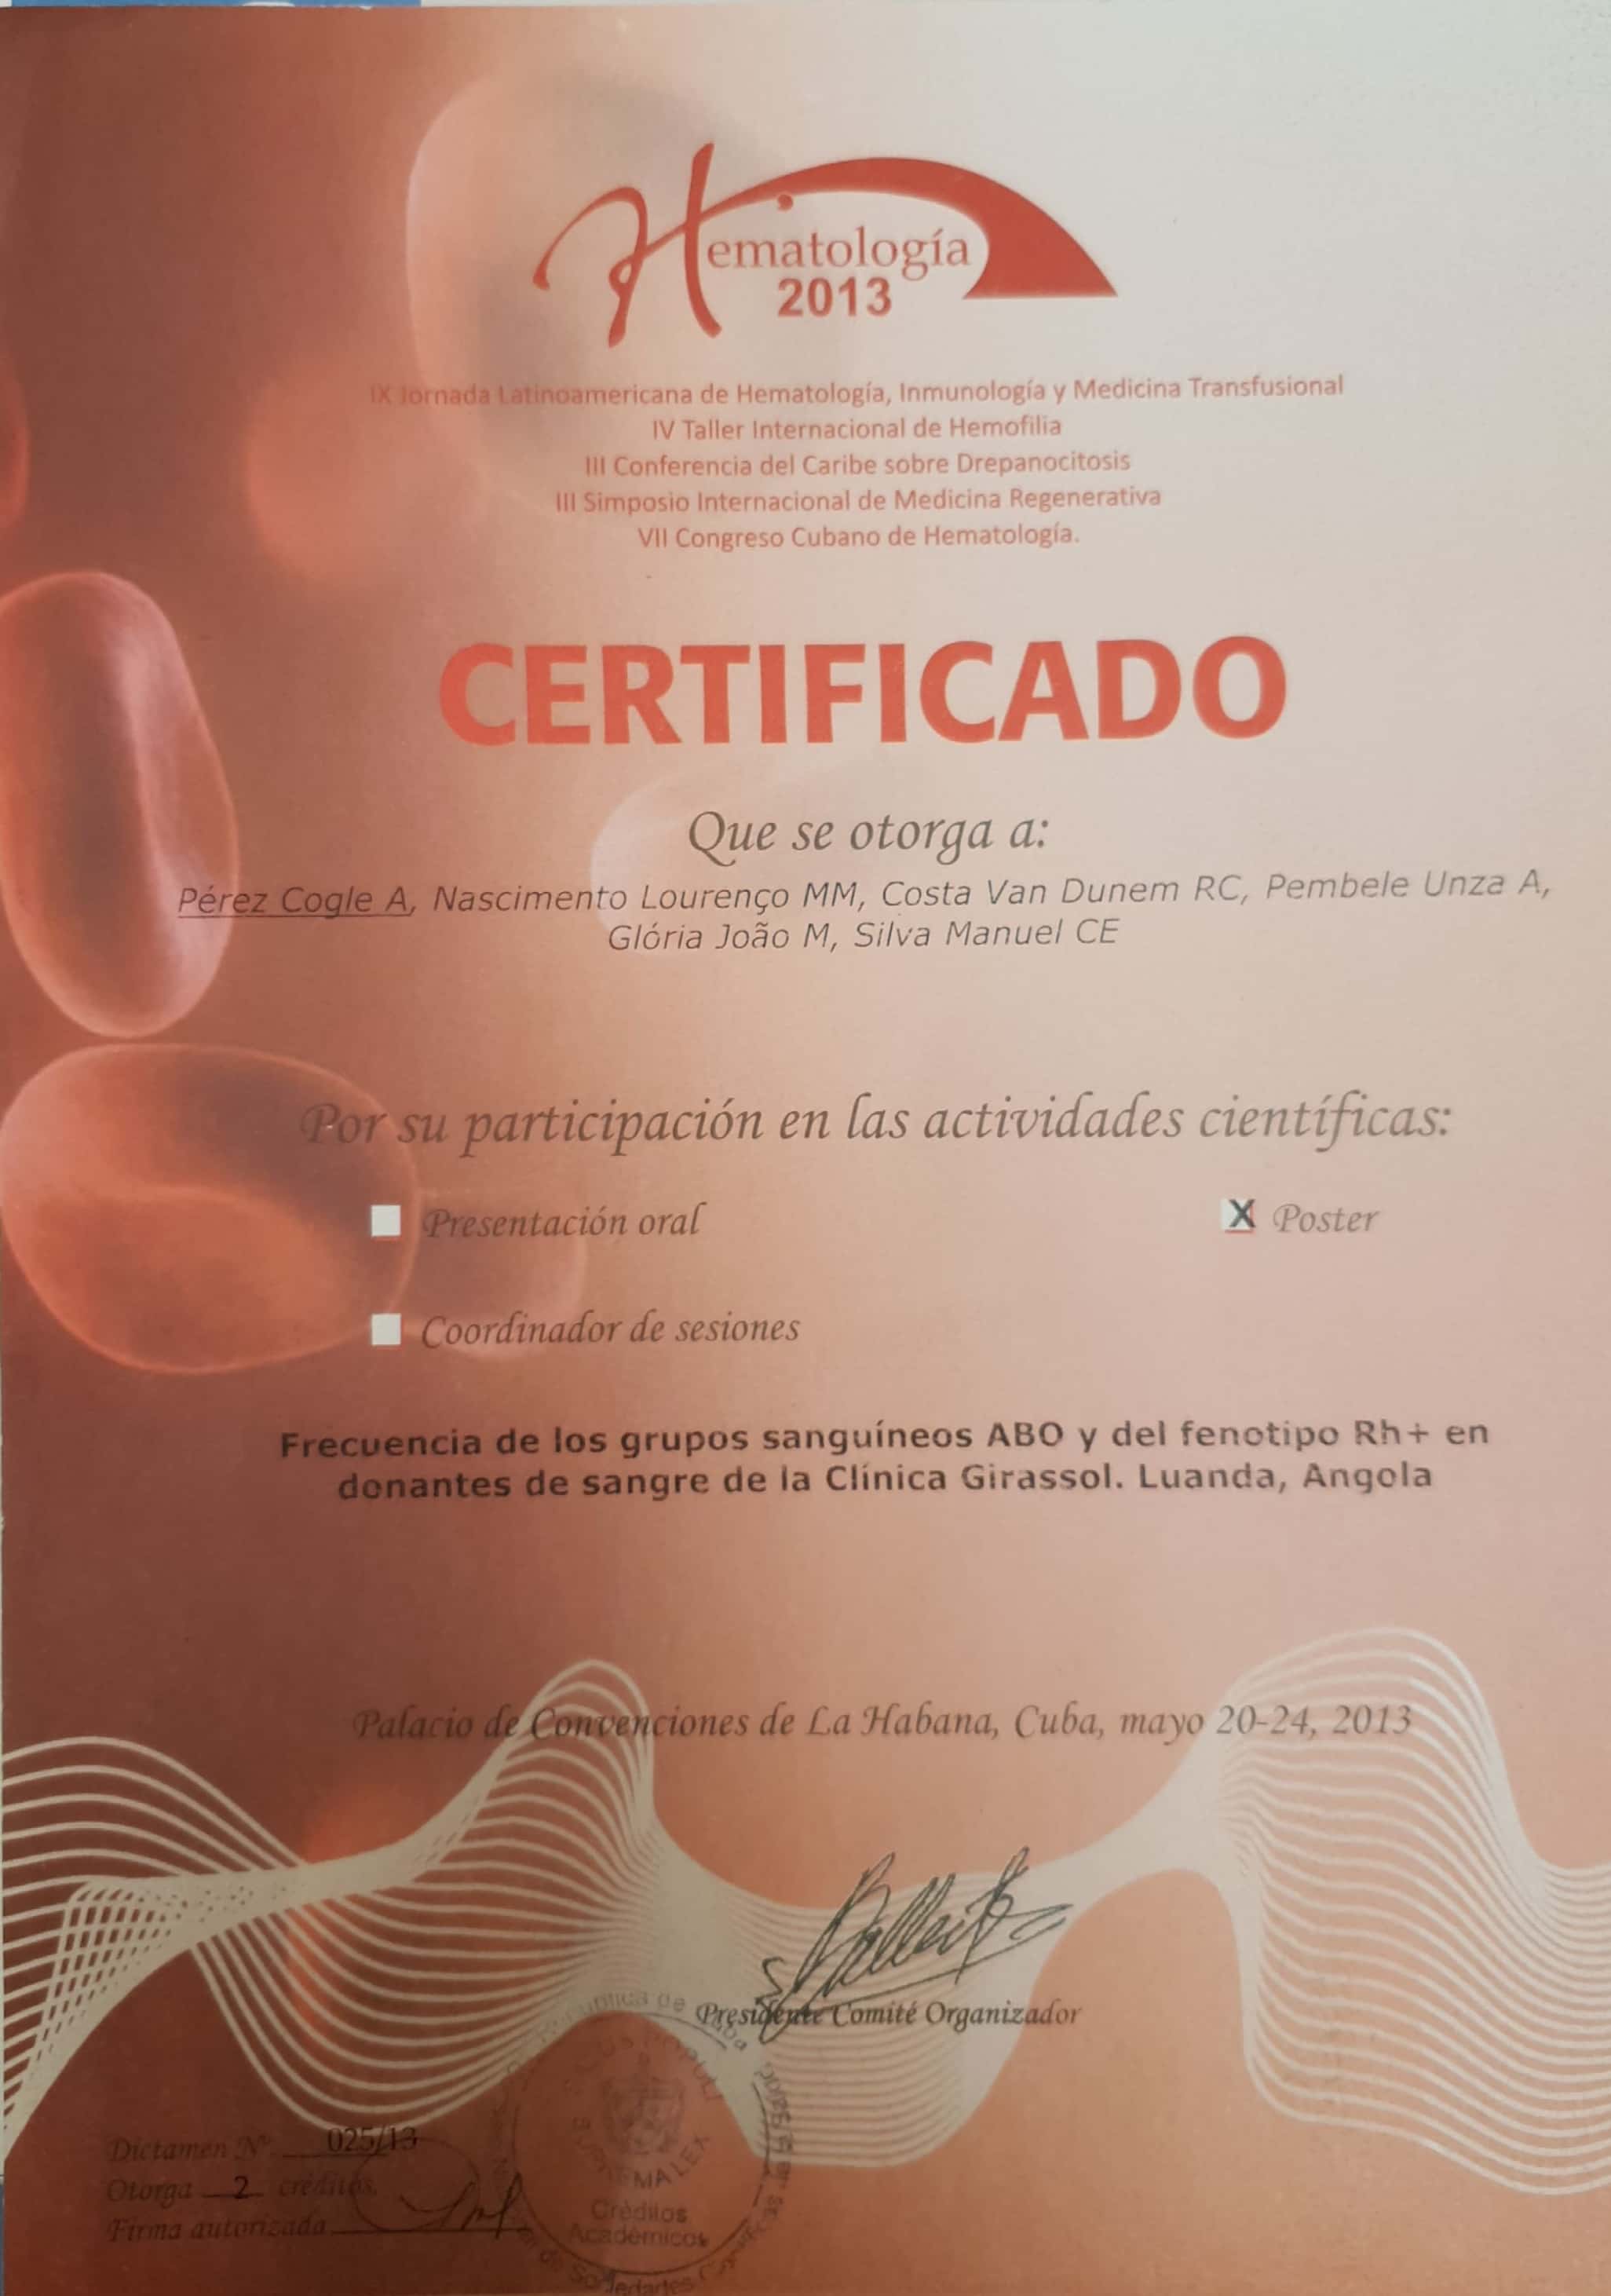 Hematología
2013
IX Jornada Latinoamericana de Hematología, Inmunología y Medicina Transfusional
IV Taller Internacional de Hemofilia
III Conferencia del Caribe sobre Drepanocitosis
III Simposio Internacional de Medicina Regenerativa
VII Congreso Cubano de Hematología.
CERTIFICADO
Que se otorga a:
Pérez Cogle A, Nascimento Lourenço MM, Costa Van Dunem RC, Pembele Unza A,
Glória João M, Silva Manuel CE
Por su participación en las actividades científicas:
Presentación oral
X Poster
Coordinador de sesiones
Frecuencia de los grupos sanguíneos ABO y del fenotipo Rh+ en
donantes de sangre de la Clínica Girassol. Luanda, Angola
Palacio de Convenciones de La Habana, Cuba, mayo 20-24, 2013
Presidente Comité Organizador
Dictamen Nº 025/13
Otorga 2 créditos
Firma autorizada
Créditos
Académicos